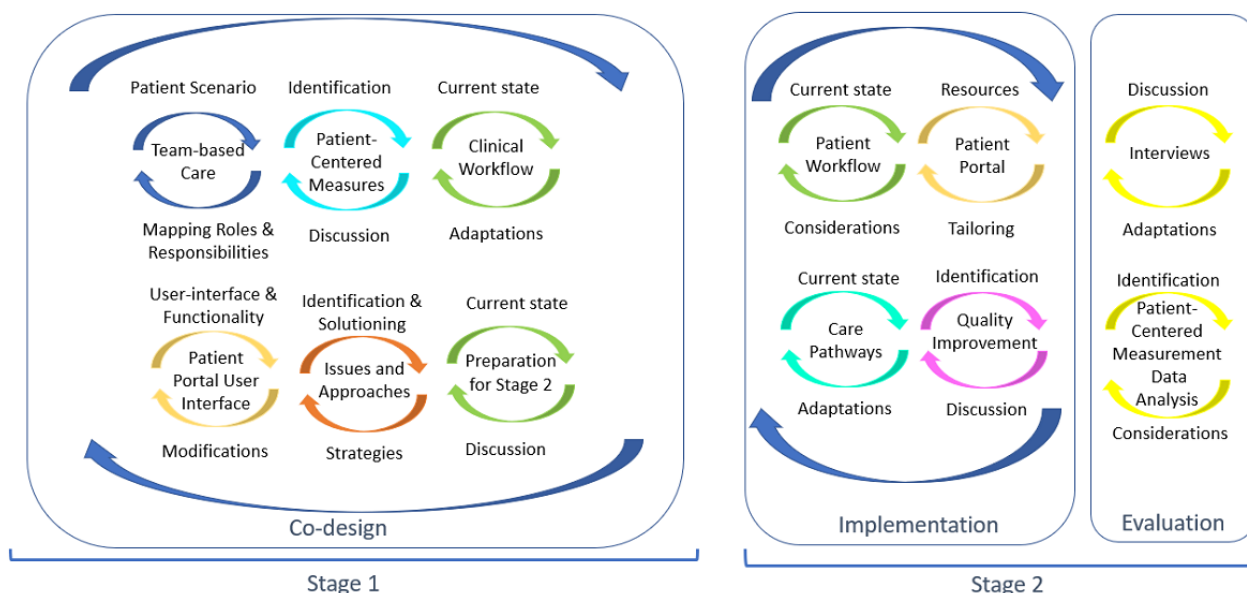 Patient Scenario
Team-based
Care
Mapping Roles &
Responsibilities
Identification
Patient-
Centered
Measures
Discussion
Current state
Clinical
Workflow
Adaptations
User-interface &
Functionality
Patient
Portal User
Interface
Modifications
Identification &
Solutioning
Issues and
Approaches
Strategies
Current state
Preparation
for Stage 2
Discussion
Co-design
Stage 1
Current state
Patient
Workflow
Considerations
Resources
Patient
Portal
Tailoring
Current state
Care
Pathways
Adaptations
Identification
Quality
Improvement
Discussion
Implementation
Discussion
Interviews
Adaptations
Identification
Patient-
Centered
Measurement
Data
Analysis
Considerations
Evaluation
Stage 2